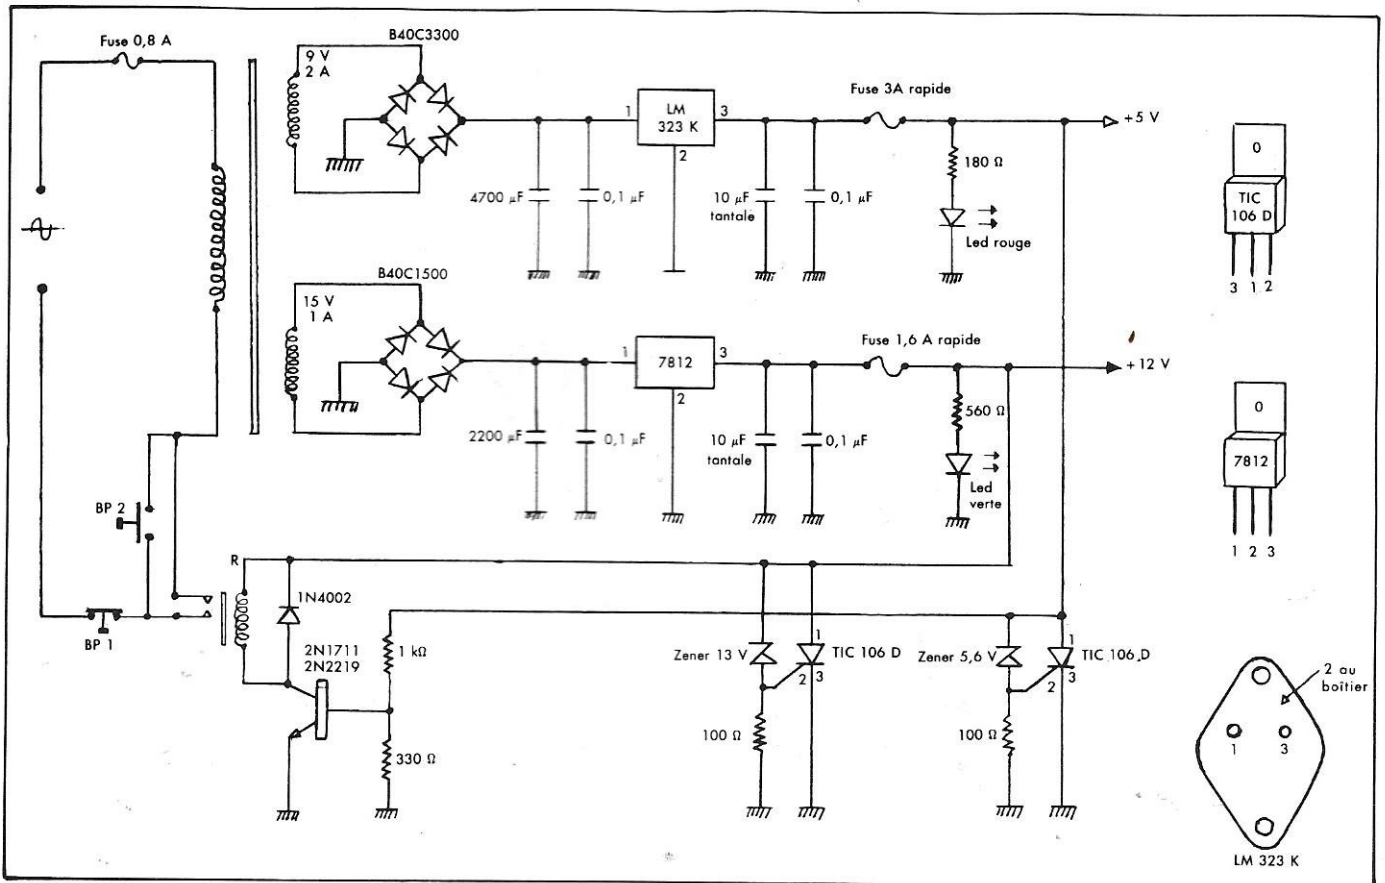 Fuse 0,8 A
9 V
2 A
B40C3300
1
LM
323 K
3
2
4700 µF
0,1 µF
10 µF
tantale
0,1 µF
Fuse 3A rapide
+5 V
180 Ω
Led rouge
0
TIC
106 D
3 1 2
15 V
1 A
B40C1500
1
7812
3
2
2200 µF
0,1 µF
10 µF
tantale
0,1 µF
Fuse 1,6 A rapide
+ 12 V
560 Ω
Led
verte
0
7812
1 2 3
BP 2
BP 1
R
1N4002
2N1711
2N2219
1 kΩ
330 Ω
Zener 13 V
1
TIC 106 D
2
3
100 Ω
Zener 5,6 V
1
TIC 106 D
2
3
100 Ω
2 au
boîtier
1
3
LM 323 K